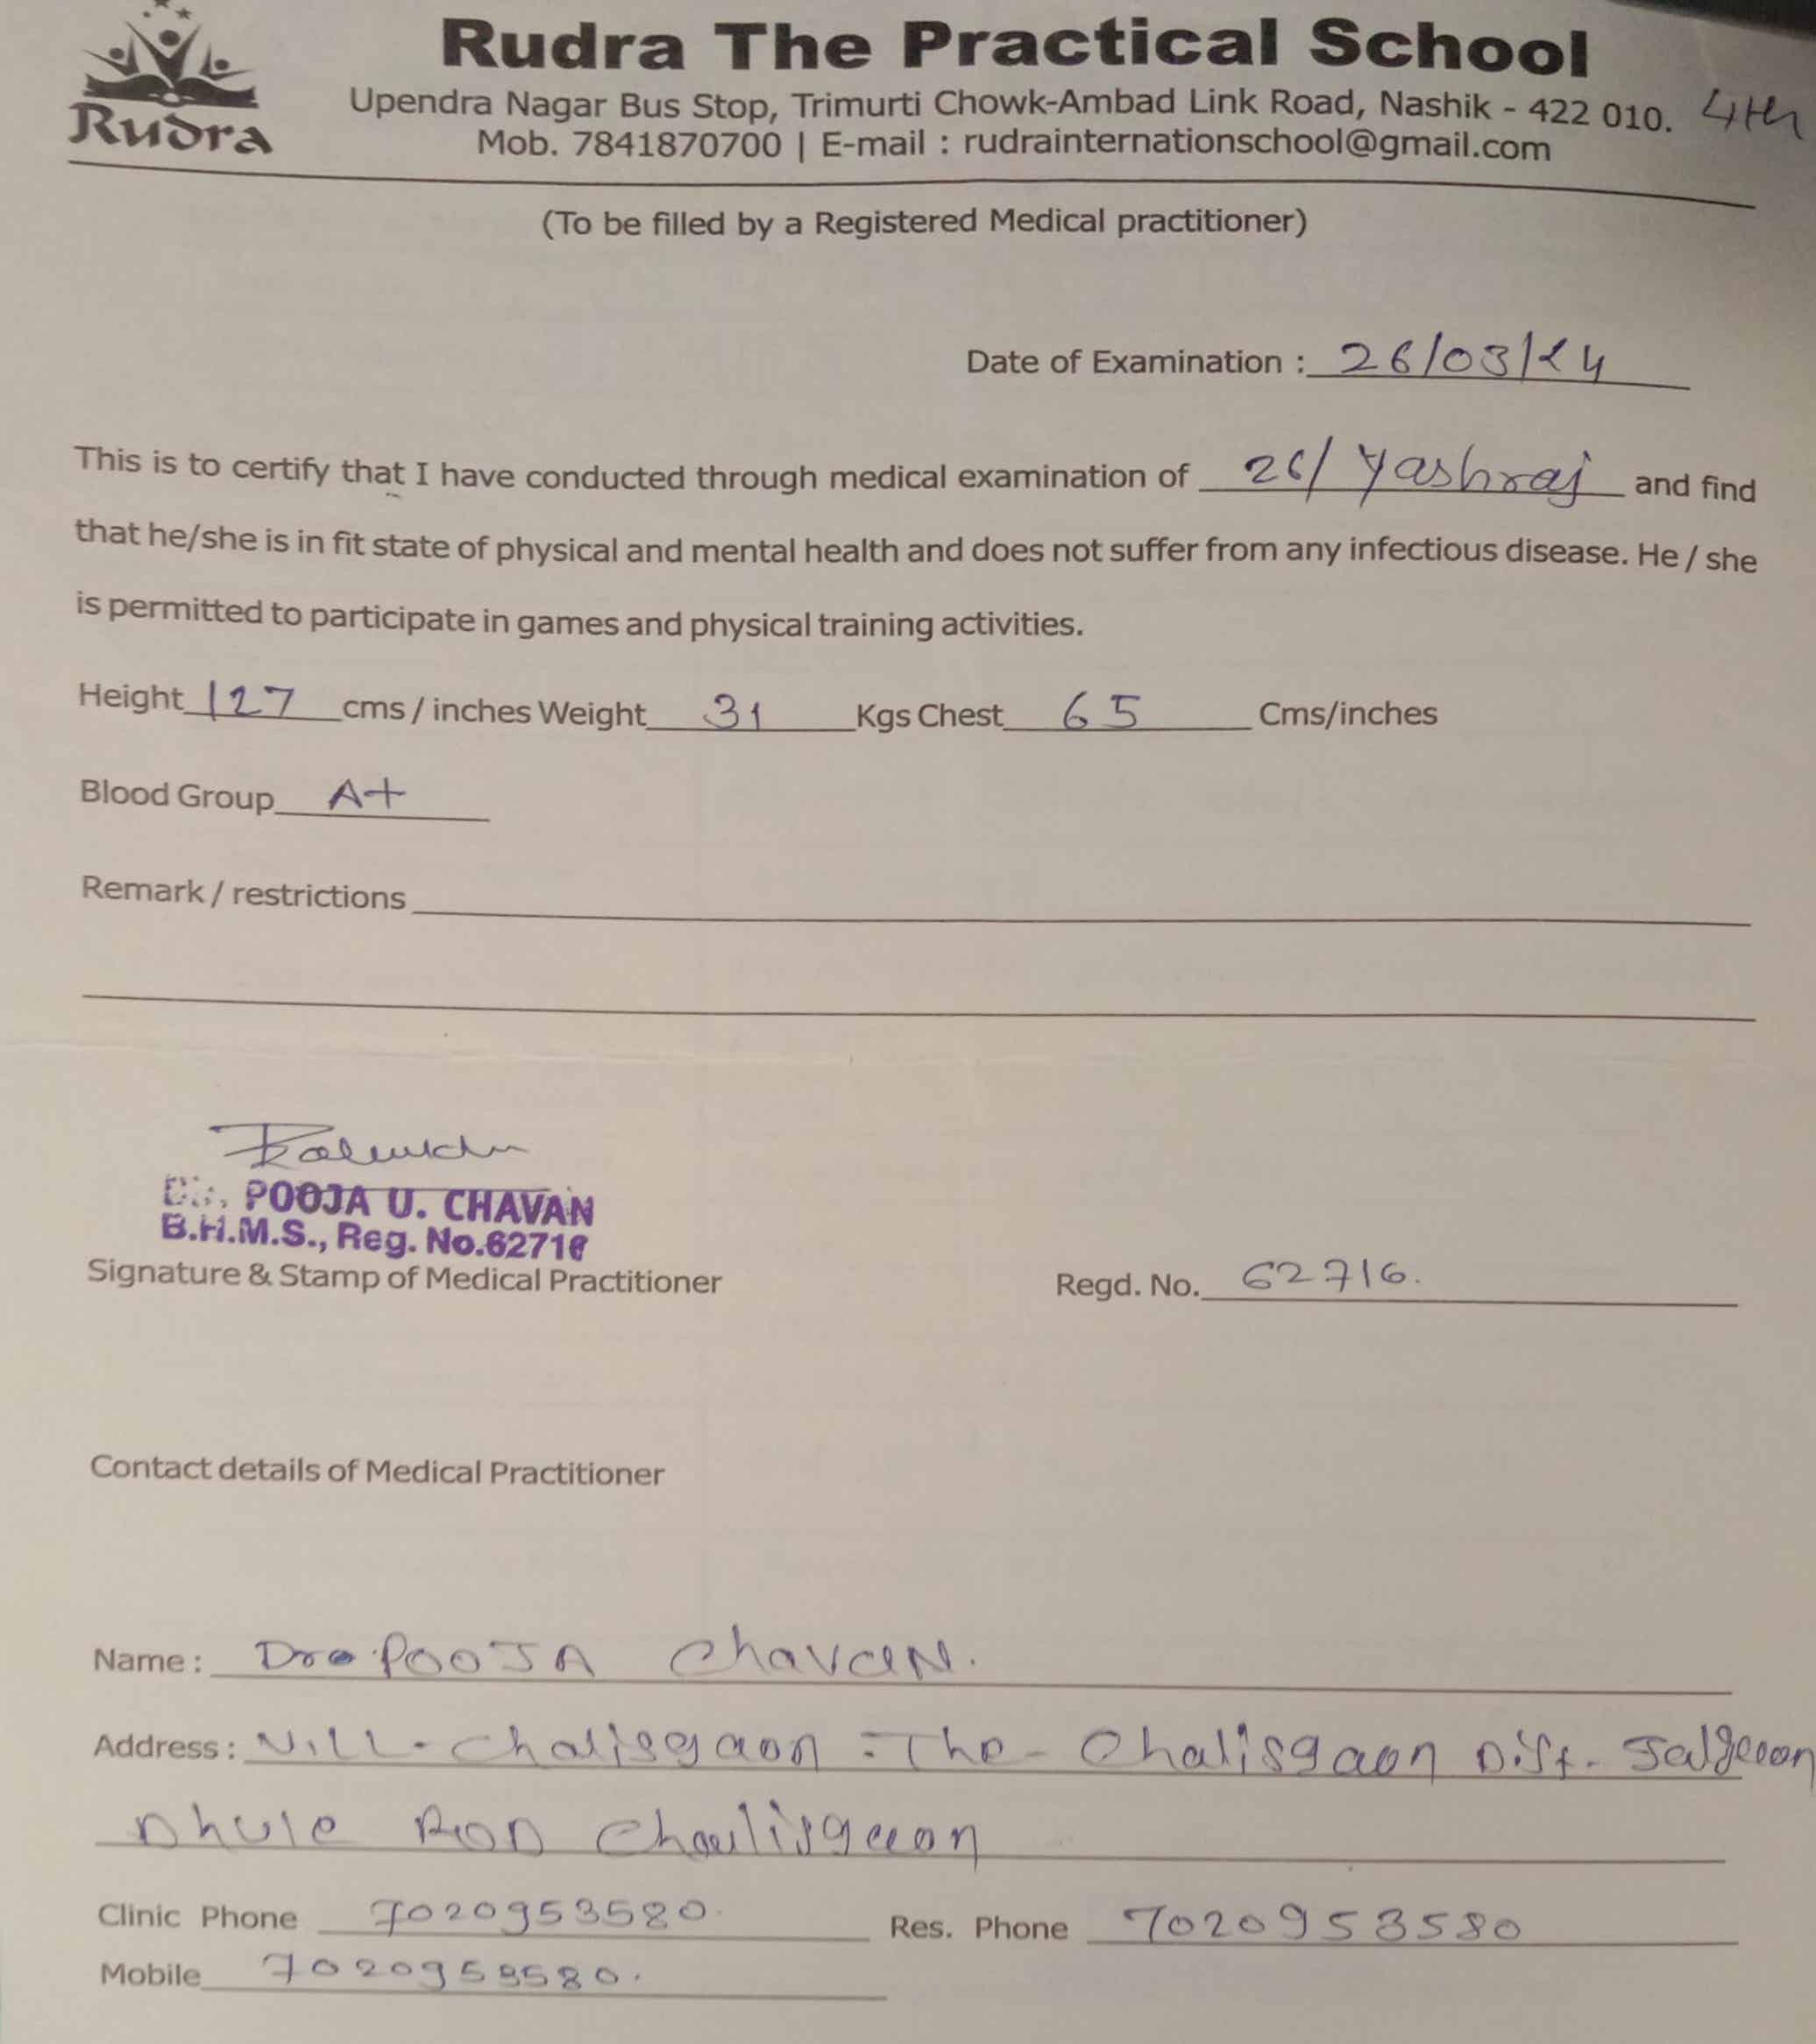 Rudra The Practical School
Rudra
Upendra Nagar Bus Stop, Trimurti Chowk-Ambad Link Road, Nashik - 422 010. 4th
Mob. 7841870700 | E-mail : rudrainternationschool@gmail.com
(To be filled by a Registered Medical practitioner)
Date of Examination : 26/03/24
This is to certify that I have conducted through medical examination of 26/ Yashraj and find
that he/she is in fit state of physical and mental health and does not suffer from any infectious disease. He / she
is permitted to participate in games and physical training activities.
Height 127 cms / inches Weight 31 Kgs Chest 65 Cms/inches
Blood Group A+
Remark / restrictions
Dr. POOJA U. CHAVAN
B.H.M.S., Reg. No.62716
Signature & Stamp of Medical Practitioner Regd. No. 62716.
Contact details of Medical Practitioner
Name : Dr. POOJA ChavaN.
Address : Vill - Chalisgaon - The - Chalisgaon Dist. Jalgaon
Dhule ROD Chalisgaon
Clinic Phone 7020953580. Res. Phone 7020953580
Mobile 7020953580.